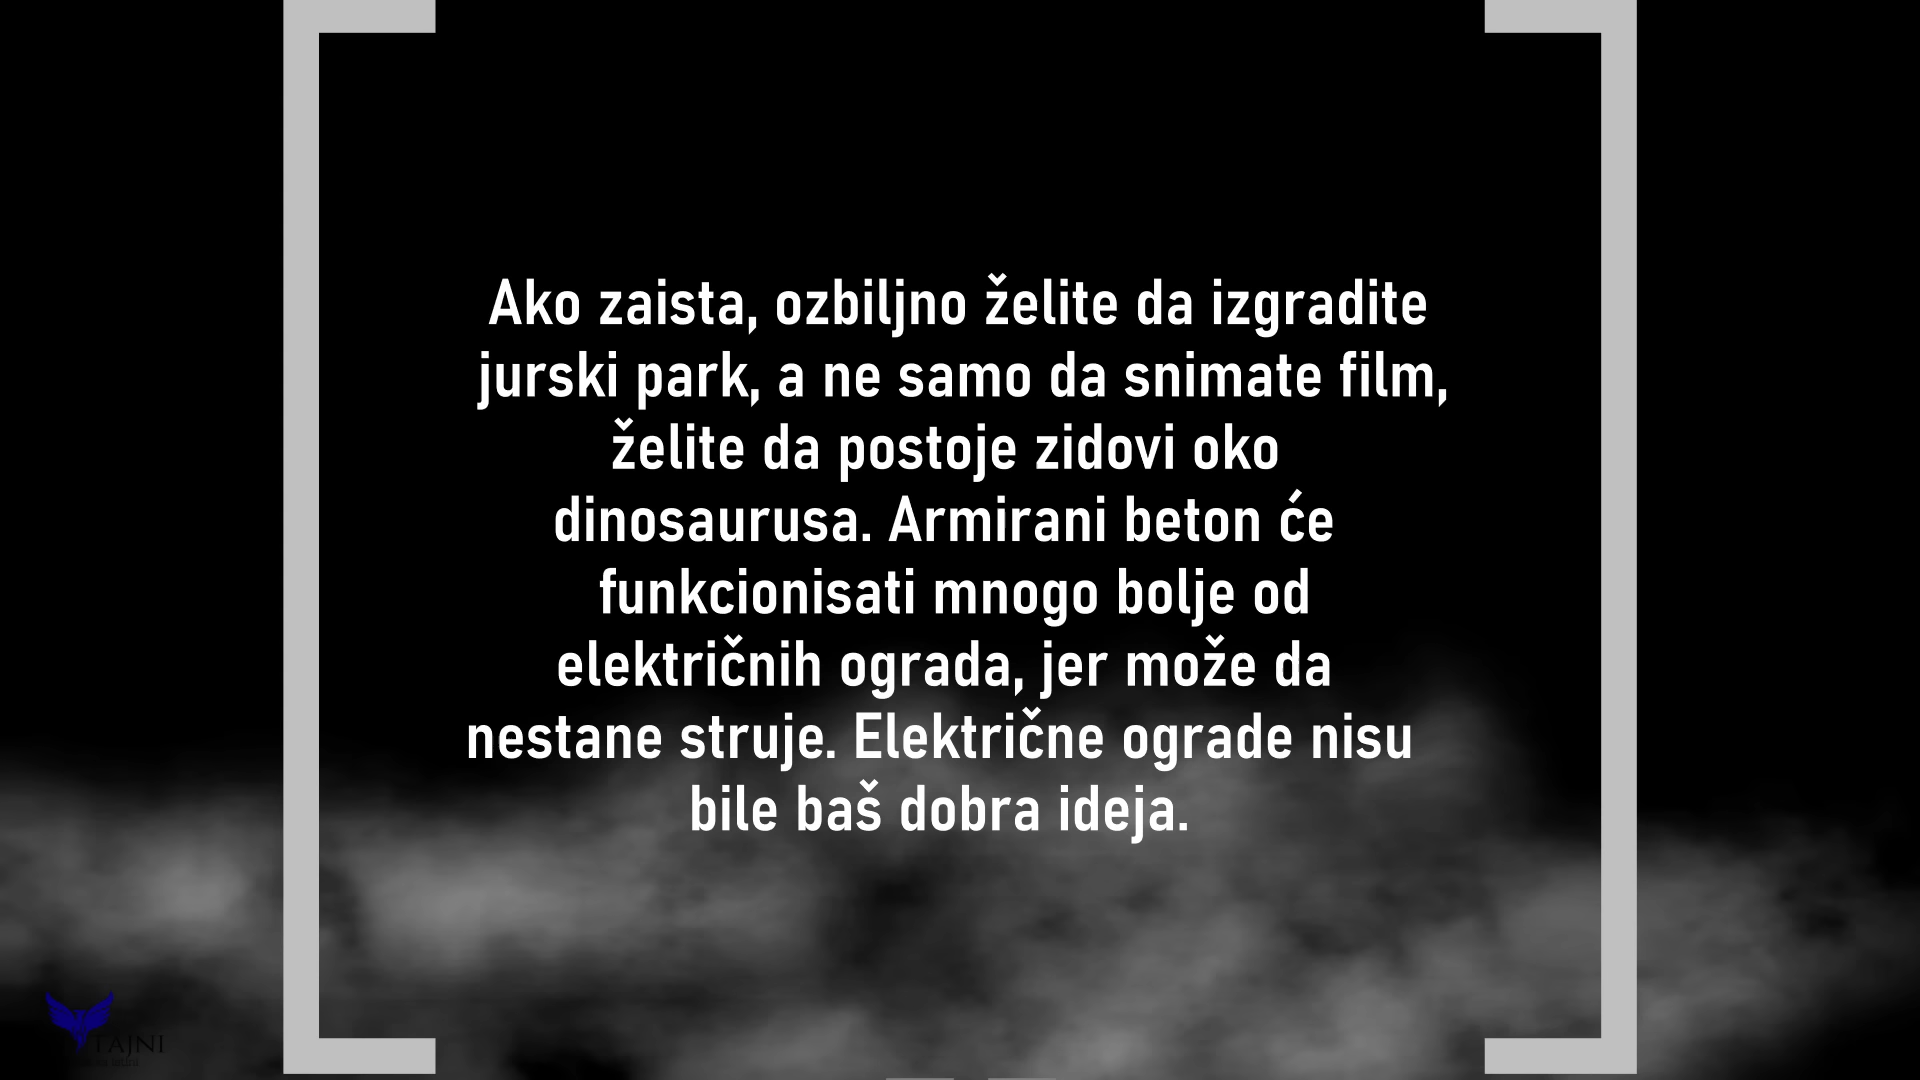 Ako zaista, ozbiljno želite da izgradite
jurski park, a ne samo da snimate film,
želite da postoje zidovi oko
dinosaurusa. Armirani beton će
funkcionisati mnogo bolje od
električnih ograda, jer može da
nestane struje. Električne ograde nisu
bile baš dobra ideja.
TAJNI